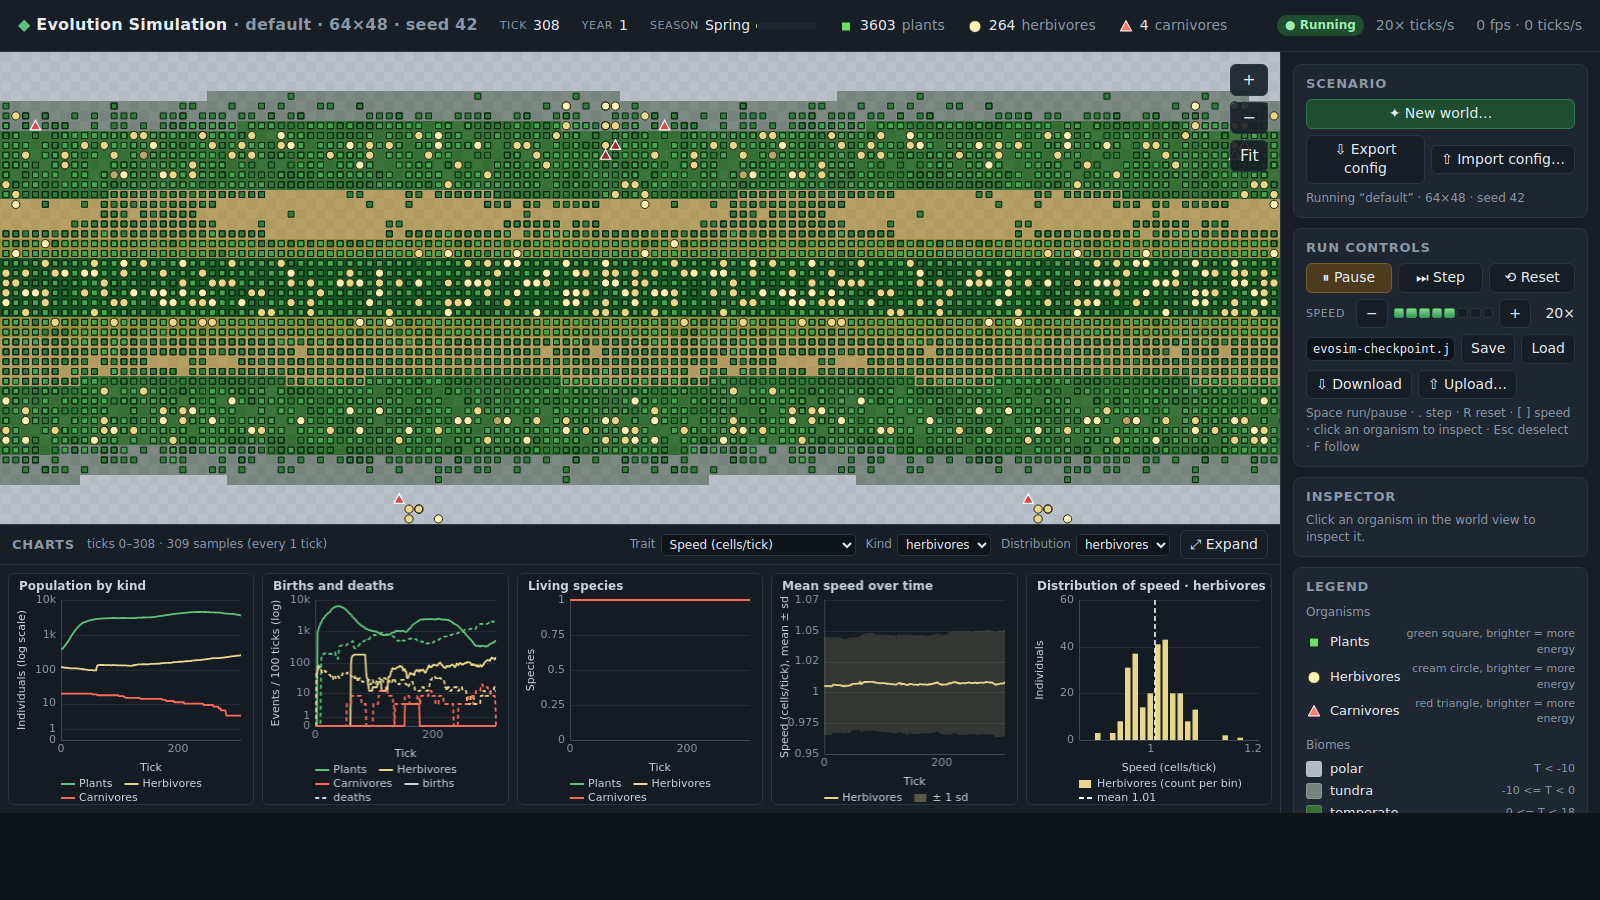 ◆ Evolution Simulation · default · 64×48 · seed 42
TICK 308
YEAR 1
SEASON Spring
3603 plants
264 herbivores
4 carnivores
● Running
20× ticks/s
0 fps · 0 ticks/s
+
−
Fit
SCENARIO
✦ New world…
⇩ Export config
⇧ Import config…
Running “default” · 64×48 · seed 42
RUN CONTROLS
⏸ Pause
⏭ Step
⟲ Reset
SPEED
−
+
20×
evosim-checkpoint.j
Save
Load
⇩ Download
⇧ Upload…
Space run/pause · . step · R reset · [ ] speed
· click an organism to inspect · Esc deselect
· F follow
INSPECTOR
Click an organism in the world view to
inspect it.
LEGEND
Organisms
Plants
green square, brighter = more
energy
Herbivores
cream circle, brighter = more
energy
Carnivores
red triangle, brighter = more
energy
Biomes
polar
T < -10
tundra
-10 <= T < 0
temperate
0 <= T < 18
CHARTS
ticks 0–308 · 309 samples (every 1 tick)
Trait
Speed (cells/tick)
Kind
herbivores
Distribution
herbivores
⤢ Expand
Population by kind
Individuals (log scale)
10k
1k
100
10
1
0
0
200
Tick
Plants
Herbivores
Carnivores
Births and deaths
Events / 100 ticks (log)
10k
1k
100
10
1
0
0
200
Tick
Plants
Herbivores
Carnivores
births
deaths
Living species
Species
1
0.75
0.5
0.25
0
0
200
Tick
Plants
Herbivores
Carnivores
Mean speed over time
Speed (cells/tick), mean ± sd
1.07
1.05
1.02
1
0.975
0.95
0
200
Tick
Herbivores
± 1 sd
Distribution of speed · herbivores
Individuals
60
40
20
0
1
1.2
Speed (cells/tick)
Herbivores (count per bin)
mean 1.01